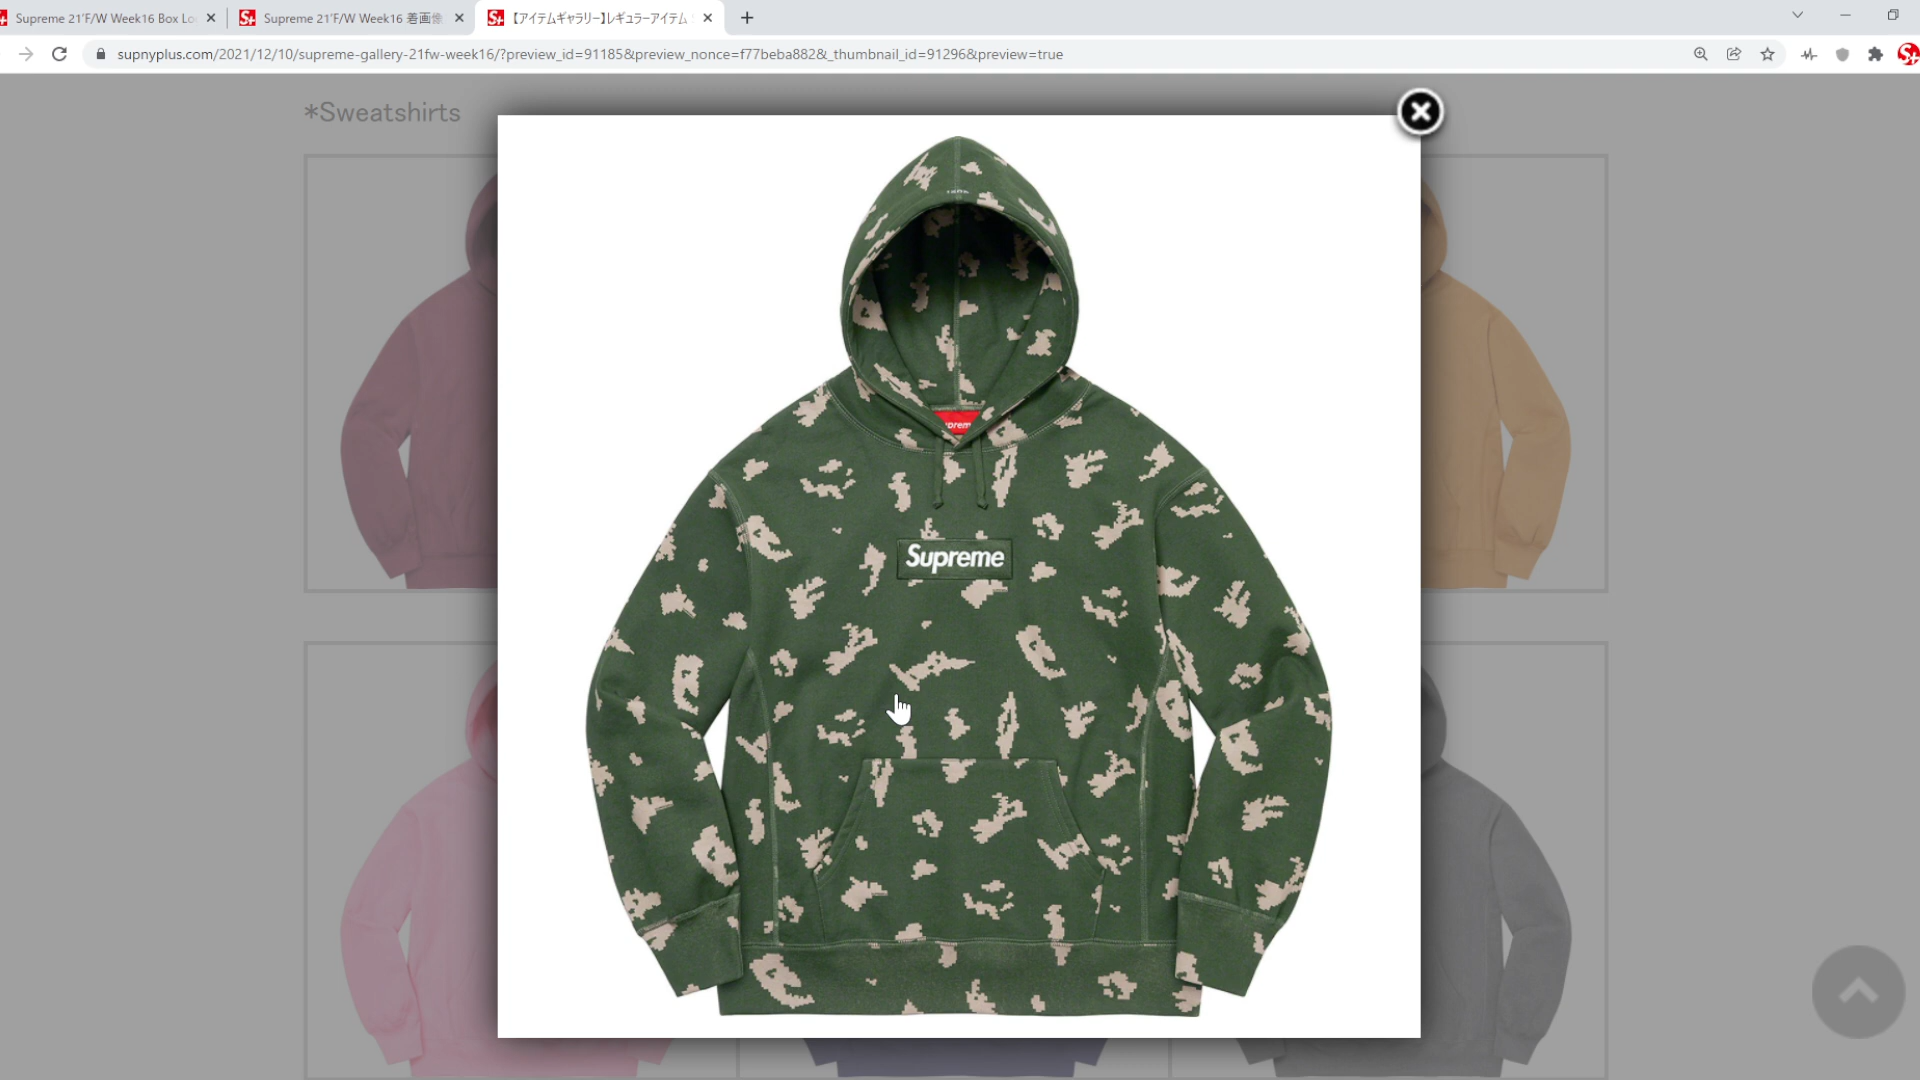 Supreme 21'F/W Week16 Box Lo
Supreme 21'F/W Week16 着画像
【アイテムギャラリー】レギュラーアイテム
supnyplus.com/2021/12/10/supreme-gallery-21fw-week16/?preview_id=91185&preview_nonce=f77beba882&_thumbnail_id=91296&preview=true
*Sweatshirts
Supreme